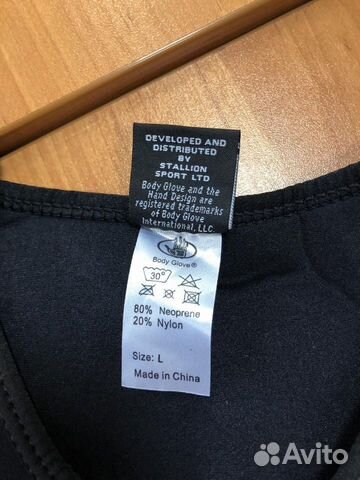 DEVELOPED AND
DISTRIBUTED
BY
STALLION
SPORT LTD
Body Glove and the
Hand Design are
registered trademarks
of Body Glove
International, LLC.
Body Glove®
30°
80% Neoprene
20% Nylon
Size: L
Made in China
Avito